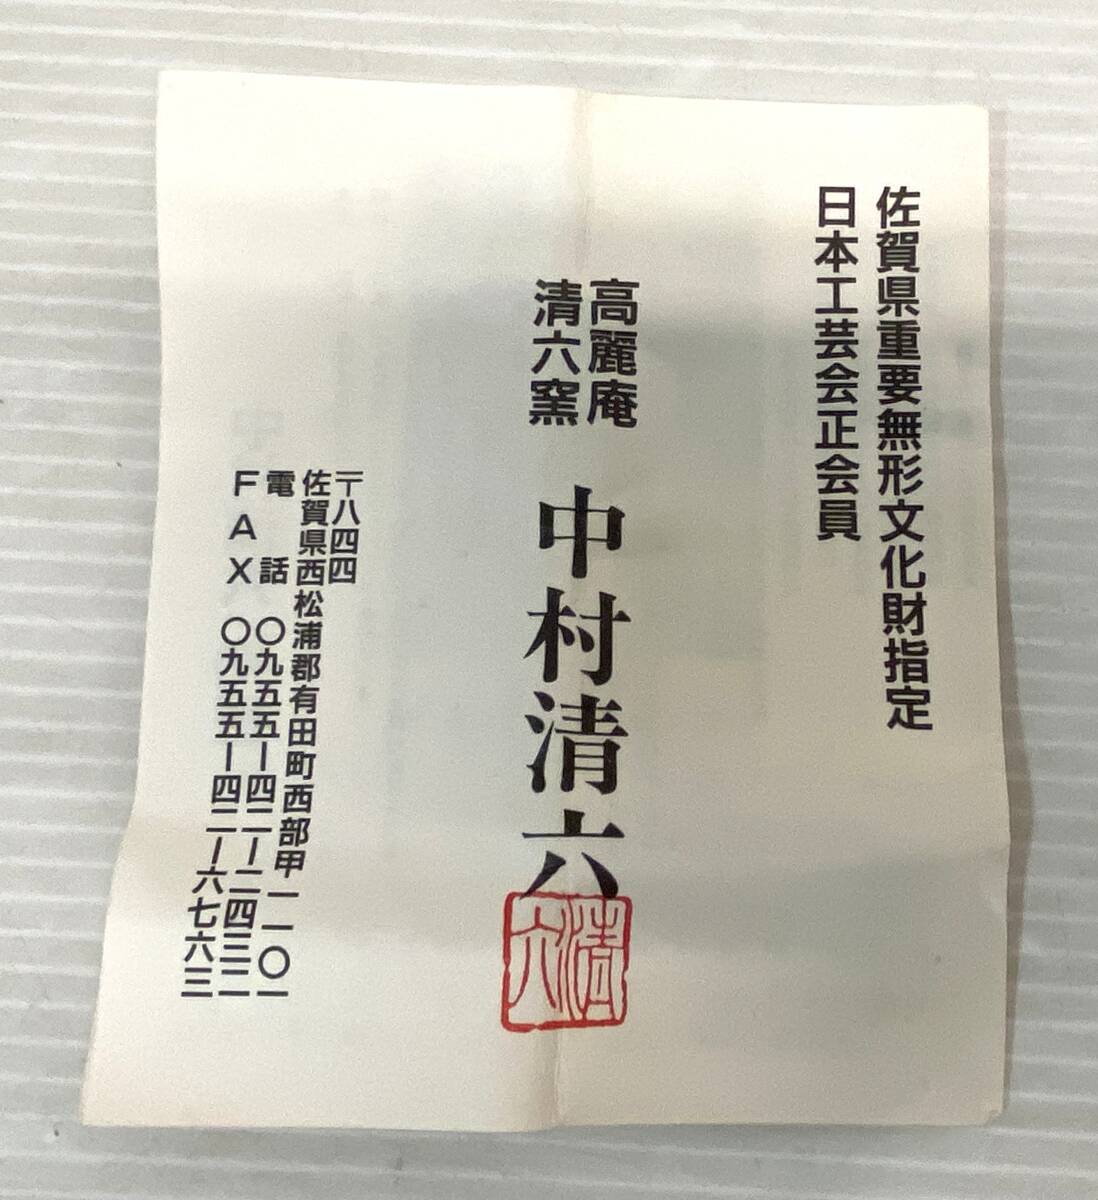 佐賀県重要無形文化財指定
日本工芸会正会員
高麗庵
清六窯
中村清六
清六
〒八四四
佐賀県西松浦郡有田町西部甲一一〇一
電話 〇九五五-四二-二四三二
FAX 〇九五五-四二-六七六三